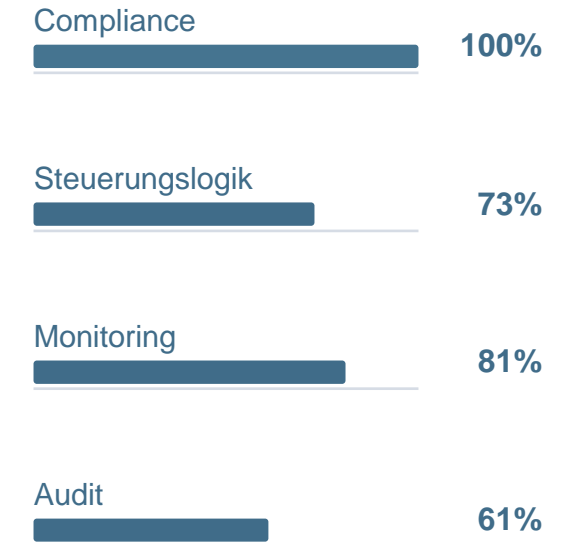 Compliance
100%
Steuerungslogik
73%
Monitoring
81%
Audit
61%